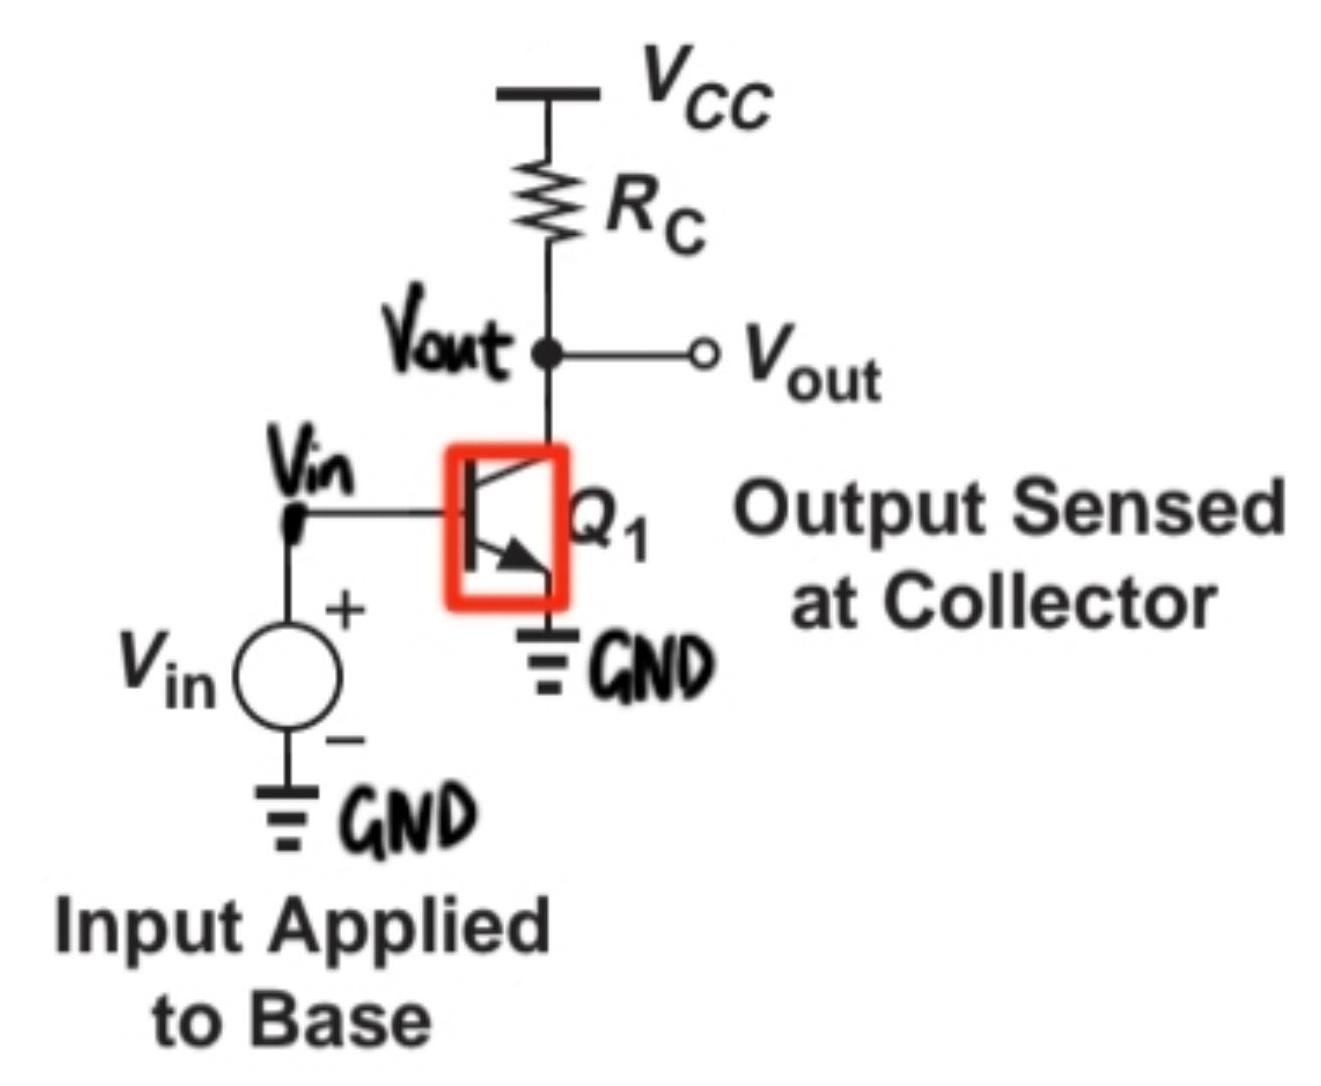 VCC
RC
Vout
Vout
Vin
Q1
Output Sensed
at Collector
+
Vin
GND
−
GND
Input Applied
to Base